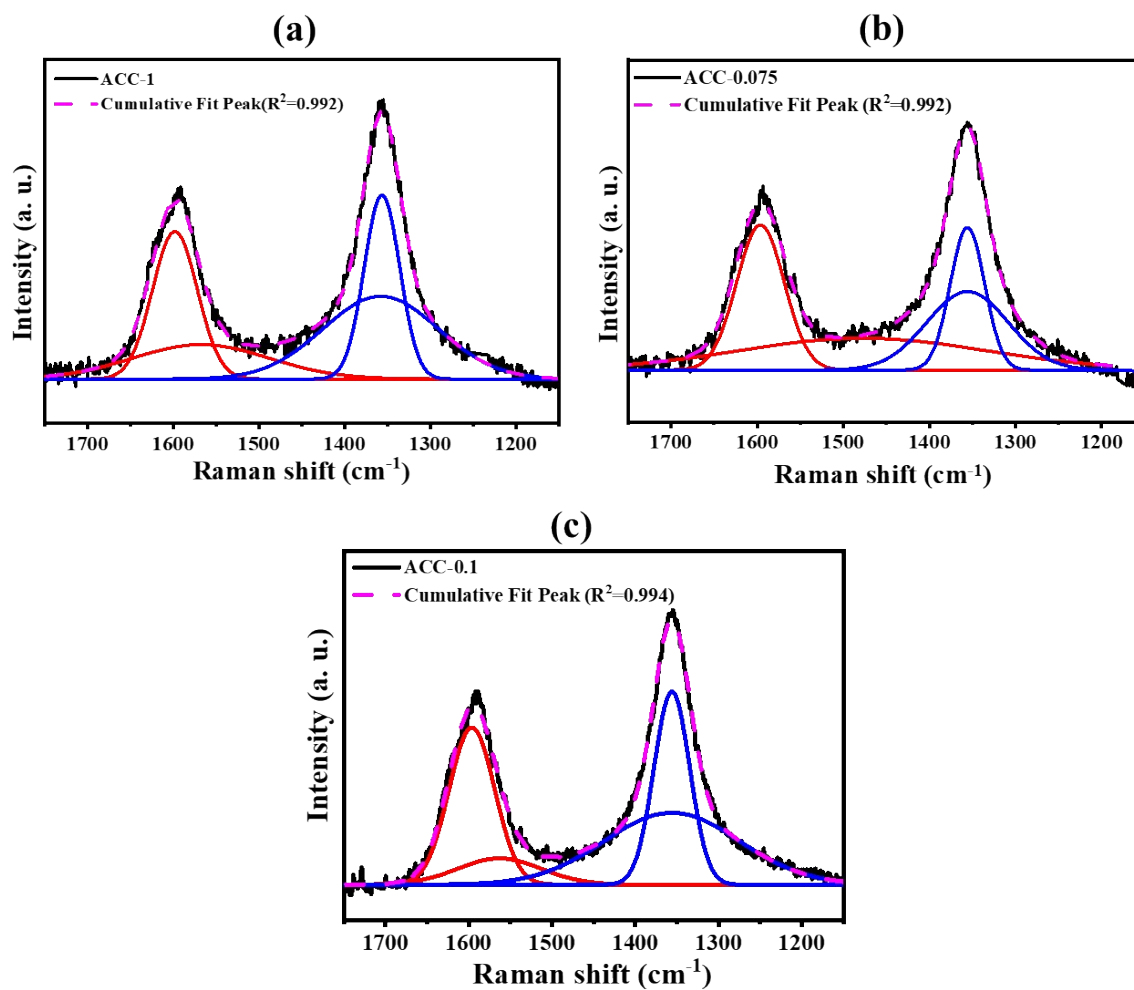 (a)
ACC-1
Cumulative Fit Peak(R²=0.992)
Intensity (a. u.)
1700 1600 1500 1400 1300 1200
Raman shift (cm⁻¹)
(b)
ACC-0.075
Cumulative Fit Peak (R²=0.992)
Intensity (a. u.)
1700 1600 1500 1400 1300 1200
Raman shift (cm⁻¹)
(c)
ACC-0.1
Cumulative Fit Peak (R²=0.994)
Intensity (a. u.)
1700 1600 1500 1400 1300 1200
Raman shift (cm⁻¹)